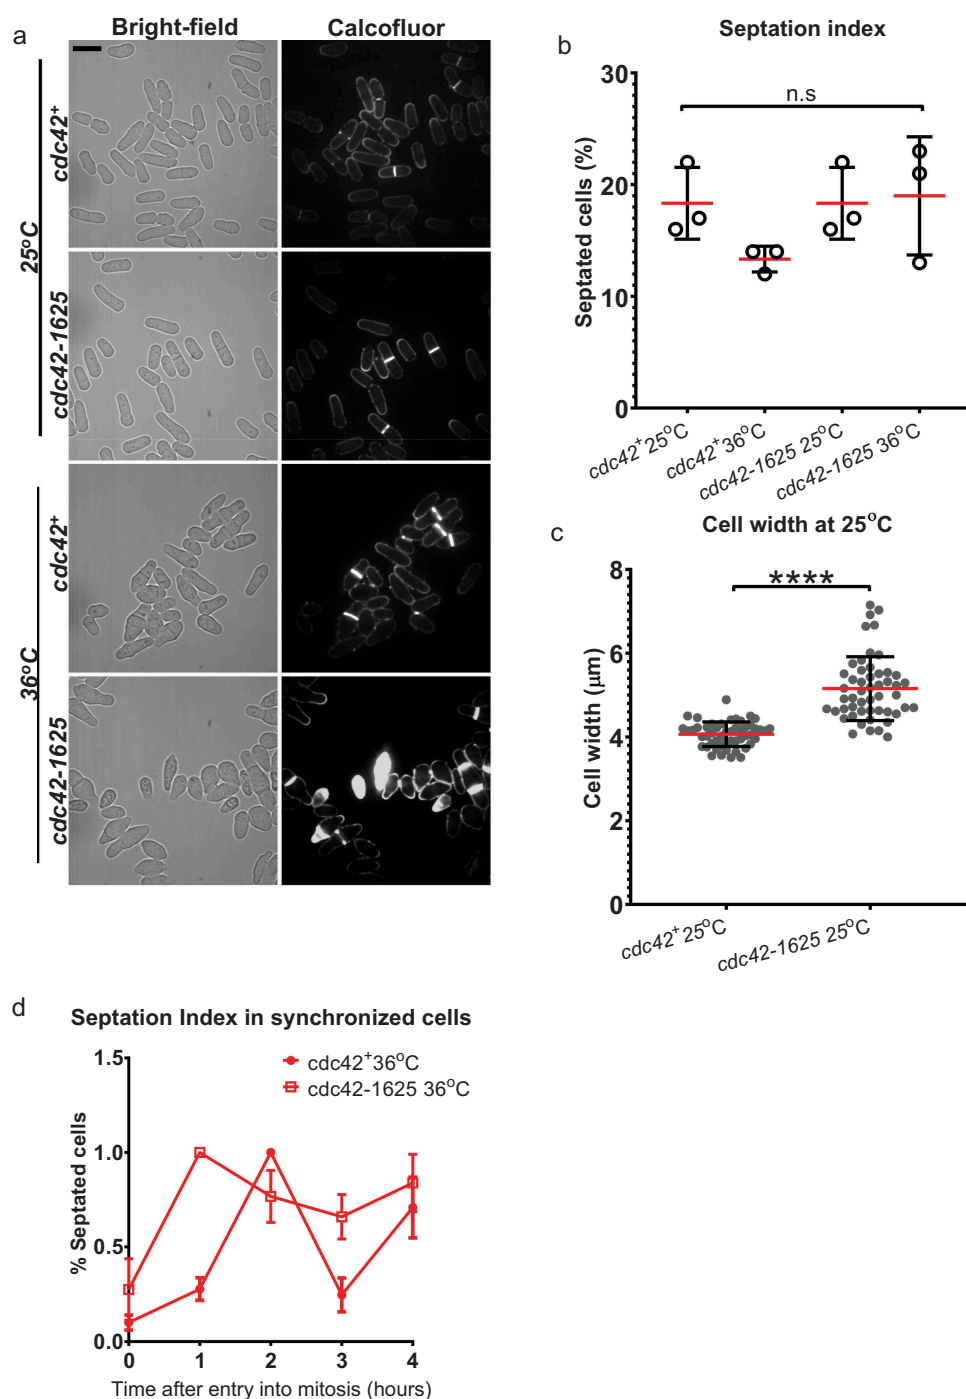 a
Bright-field
Calcofluor
25°C
cdc42⁺
cdc42-1625
36°C
cdc42⁺
cdc42-1625
b
Septation index
Septated cells (%)
30
20
10
0
n.s
cdc42⁺ 25°C
cdc42⁺ 36°C
cdc42-1625 25°C
cdc42-1625 36°C
c
Cell width at 25°C
Cell width (μm)
8
6
4
2
0
****
cdc42⁺ 25°C
cdc42-1625 25°C
d
Septation Index in synchronized cells
cdc42⁺36°C
cdc42-1625 36°C
% Septated cells
1.5
1.0
0.5
0.0
0 1 2 3 4
Time after entry into mitosis (hours)